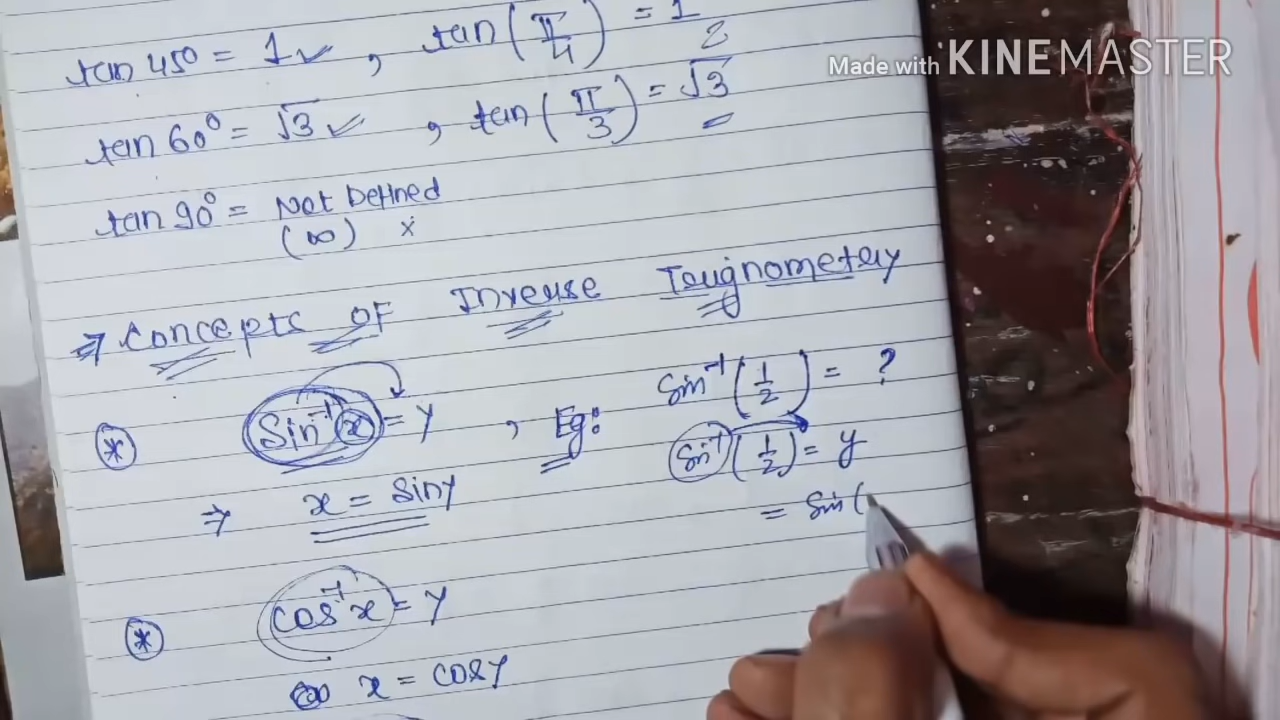 tan 45° = 1 ✓ , tan(π/4) = 1
Made with KINEMASTER
tan 60° = √3 ✓ , tan(π/3) = √3
tan 90° = Not Defined
(∞) ×
⇒ Concepts of Inverse Trignometry
* Sin⁻¹(x) = y , Eg: Sin⁻¹(1/2) = ?
Sin⁻¹(1/2) = y
⇒ x = Siny
= Sin(
* Cos⁻¹x = y
x = cosy